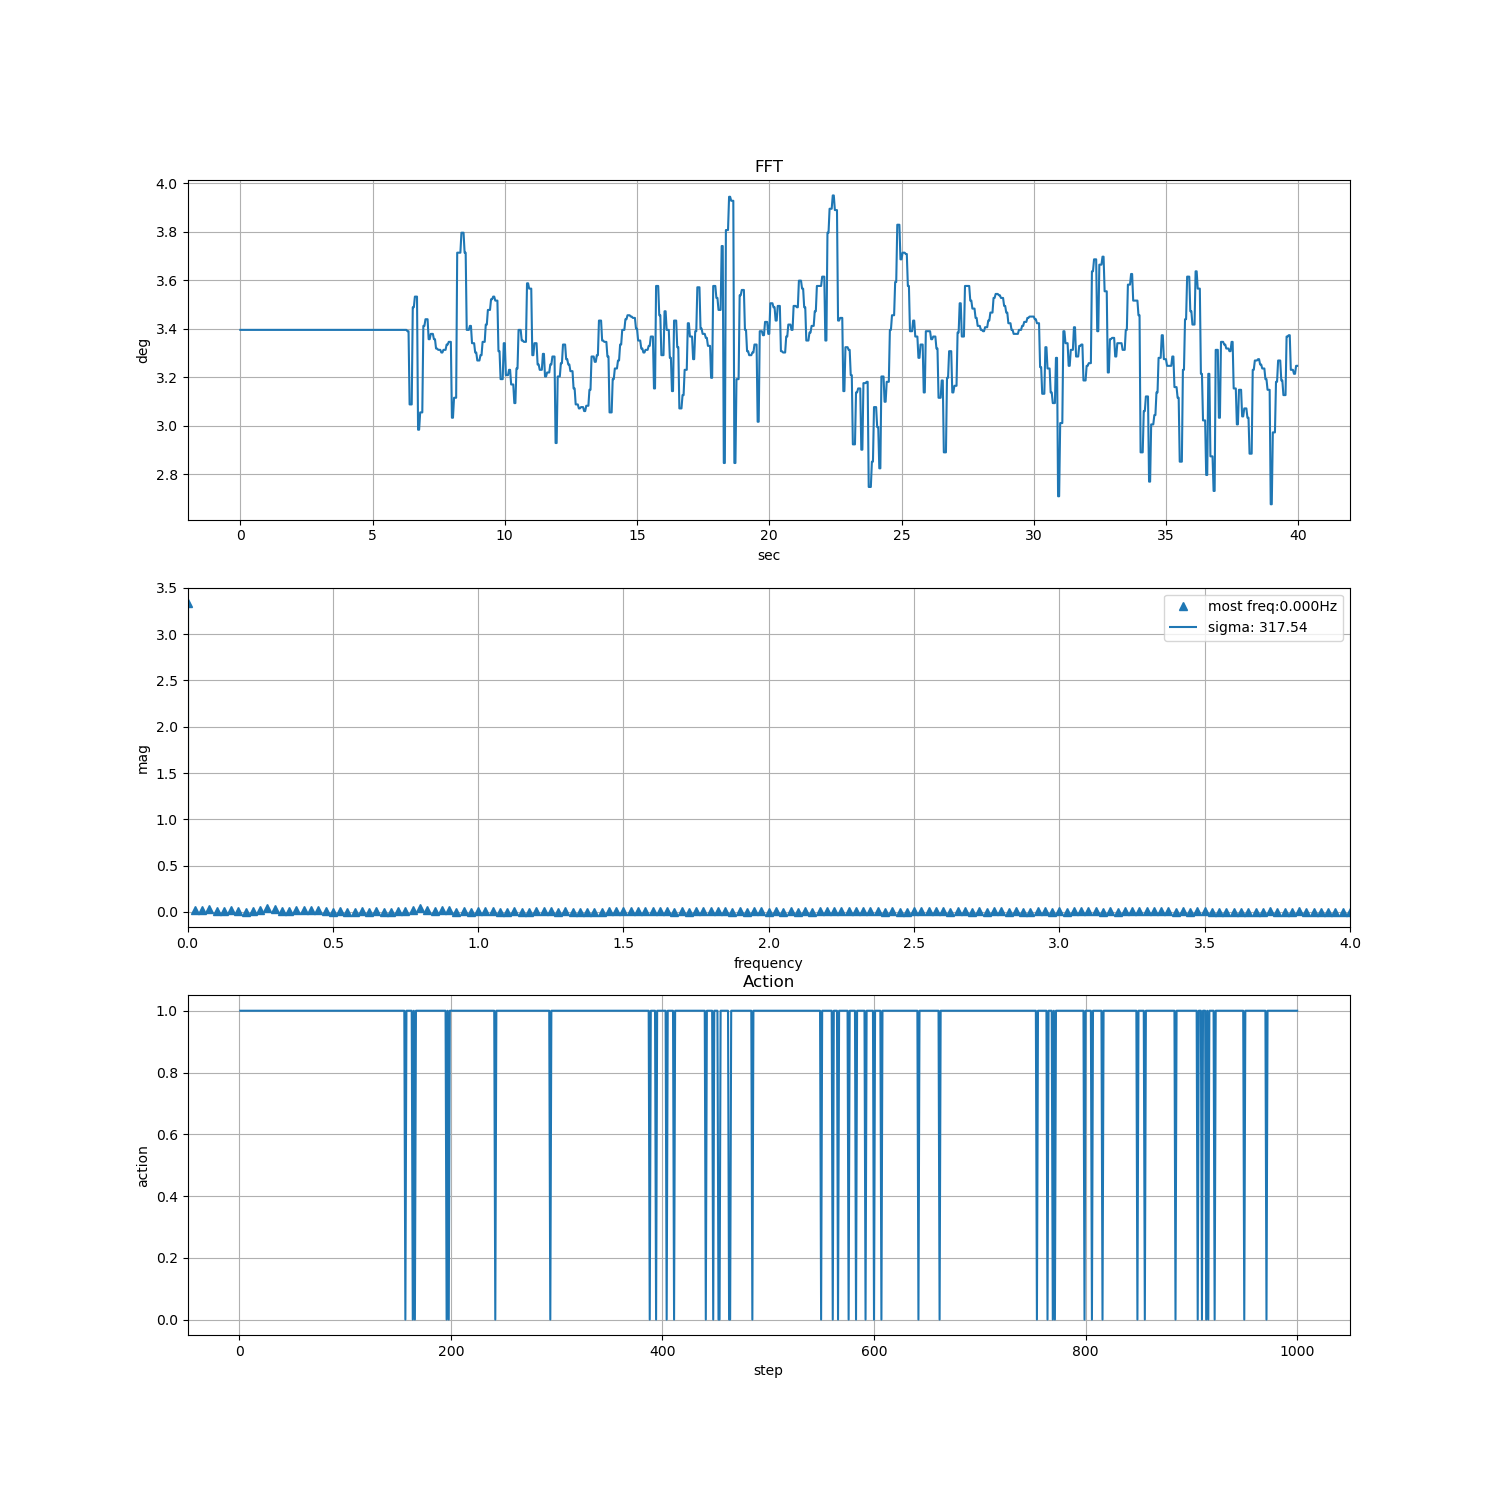 FFT
4.0
3.8
3.6
3.4
3.2
3.0
2.8
deg
0 5 10 15 20 25 30 35 40
sec
3.5
3.0
2.5
2.0
1.5
1.0
0.5
0.0
mag
most freq:0.000Hz
sigma: 317.54
0.0 0.5 1.0 1.5 2.0 2.5 3.0 3.5 4.0
frequency
Action
1.0
0.8
0.6
0.4
0.2
0.0
action
0 200 400 600 800 1000
step